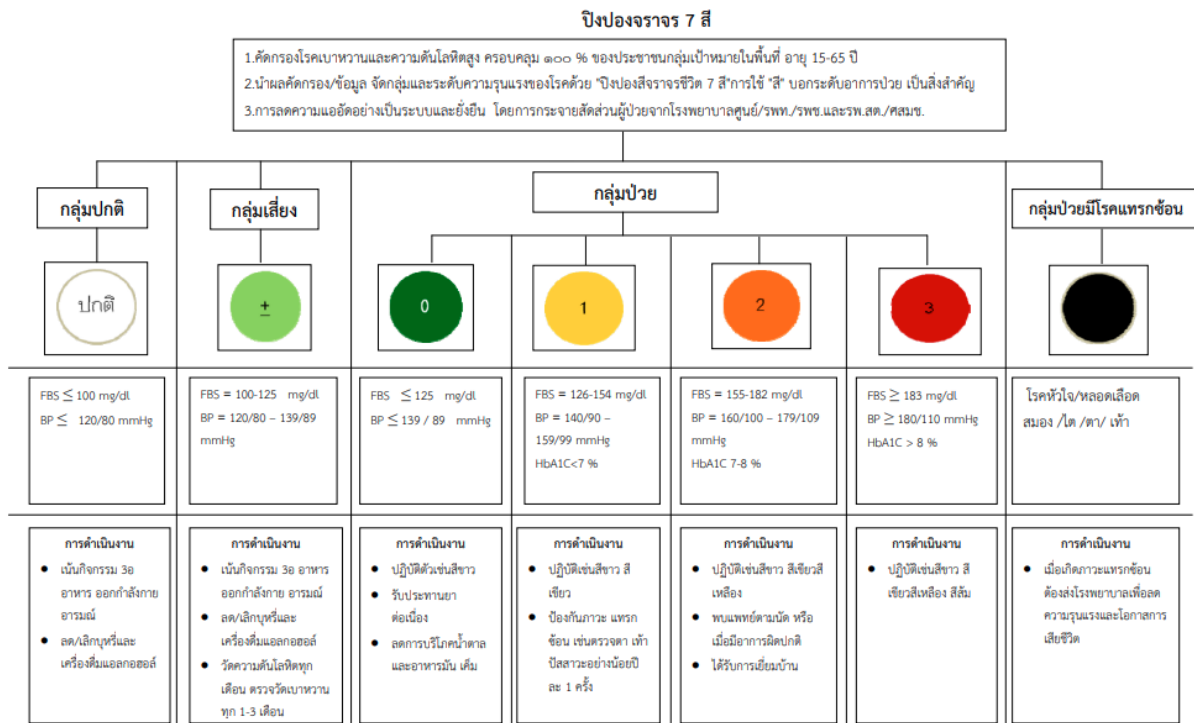 ปิงปองจราจร 7 สี
1.คัดกรองโรคเบาหวานและความดันโลหิตสูง ครอบคลุม ๑๐๐ % ของประชาชนกลุ่มเป้าหมายในพื้นที่ อายุ 15-65 ปี
2.นำผลคัดกรอง/ข้อมูล จัดกลุ่มและระดับความรุนแรงของโรคด้วย "ปิงปองสีจราจรชีวิต 7 สี"การใช้ "สี" บอกระดับอาการป่วย เป็นสิ่งสำคัญ
3.การลดความแออัดอย่างเป็นระบบและยั่งยืน โดยการกระจายสัดส่วนผู้ป่วยจากโรงพยาบาลศูนย์/รพท./รพช.และรพ.สต./ศสมช.
กลุ่มปกติ
กลุ่มเสี่ยง
กลุ่มป่วย
กลุ่มป่วยมีโรคแทรกซ้อน
ปกติ
±
0
1
2
3
FBS ≤ 100 mg/dl
BP ≤ 120/80 mmHg
FBS = 100-125 mg/dl
BP = 120/80 – 139/89
mmHg
FBS ≤ 125 mg/dl
BP ≤ 139 / 89 mmHg
FBS = 126-154 mg/dl
BP = 140/90 –
159/99 mmHg
HbA1C<7 %
FBS = 155-182 mg/dl
BP = 160/100 – 179/109
mmHg
HbA1C 7-8 %
FBS ≥ 183 mg/dl
BP ≥ 180/110 mmHg
HbA1C > 8 %
โรคหัวใจ/หลอดเลือด
สมอง /ไต /ตา/ เท้า
การดำเนินงาน
● เน้นกิจกรรม 3อ
อาหาร ออกกำลังกาย
อารมณ์
● ลด/เลิกบุหรี่และ
เครื่องดื่มแอลกอฮอล์
การดำเนินงาน
● เน้นกิจกรรม 3อ อาหาร
ออกกำลังกาย อารมณ์
● ลด/เลิกบุหรี่และ
เครื่องดื่มแอลกอฮอล์
● วัดความดันโลหิตทุก
เดือน ตรวจวัดเบาหวาน
ทุก 1-3 เดือน
การดำเนินงาน
● ปฏิบัติตัวเช่นสีขาว
● รับประทานยา
ต่อเนื่อง
● ลดการบริโภคน้ำตาล
และอาหารมัน เค็ม
การดำเนินงาน
● ปฏิบัติเช่นสีขาว สี
เขียว
● ป้องกันภาวะ แทรก
ซ้อน เช่นตรวจตา เท้า
ปัสสาวะอย่างน้อยปี
ละ 1 ครั้ง
การดำเนินงาน
● ปฏิบัติเช่นสีขาว สีเขียวสี
เหลือง
● พบแพทย์ตามนัด หรือ
เมื่อมีอาการผิดปกติ
● ได้รับการเยี่ยมบ้าน
การดำเนินงาน
● ปฏิบัติเช่นสีขาว สี
เขียวสีเหลือง สีส้ม
การดำเนินงาน
● เมื่อเกิดภาวะแทรกซ้อน
ต้องส่งโรงพยาบาลเพื่อลด
ความรุนแรงและโอกาสการ
เสียชีวิต